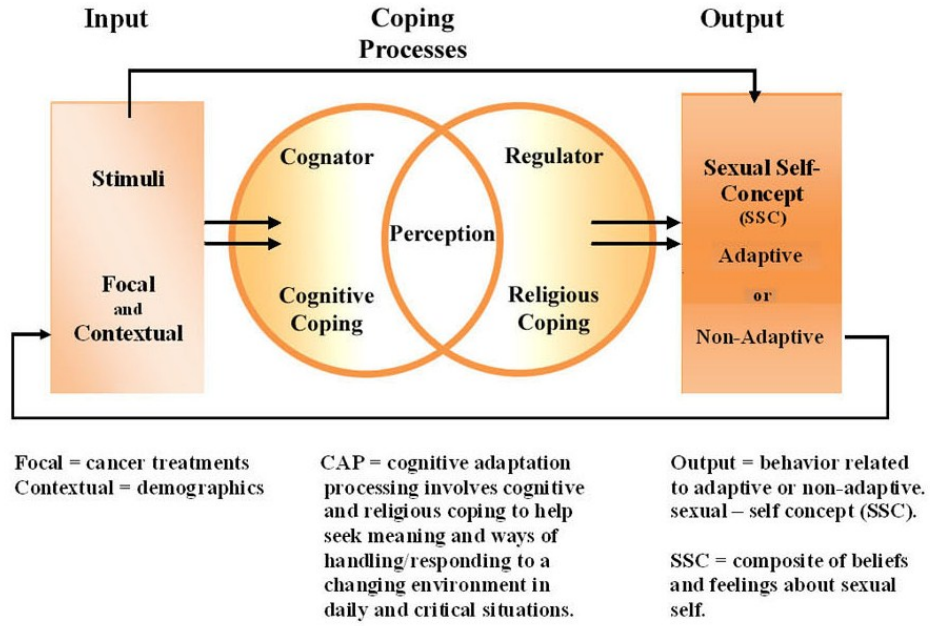 Input
Coping
Processes
Output
Stimuli
Focal
and
Contextual
Cognator
Cognitive
Coping
Perception
Regulator
Religious
Coping
Sexual Self-
Concept
(SSC)
Adaptive
or
Non-Adaptive
Focal = cancer treatments
Contextual = demographics
CAP = cognitive adaptation
processing involves cognitive
and religious coping to help
seek meaning and ways of
handling/responding to a
changing environment in
daily and critical situations.
Output = behavior related
to adaptive or non-adaptive.
sexual – self concept (SSC).
SSC = composite of beliefs
and feelings about sexual
self.